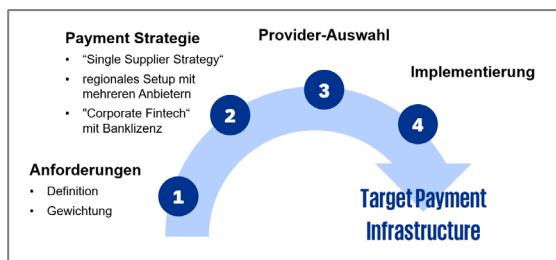 Anforderungen
• Definition
• Gewichtung
1
Payment Strategie
• “Single Supplier Strategy“
• regionales Setup mit
mehreren Anbietern
• "Corporate Fintech“
mit Banklizenz
2
Provider-Auswahl
3
Implementierung
4
Target Payment
Infrastructure